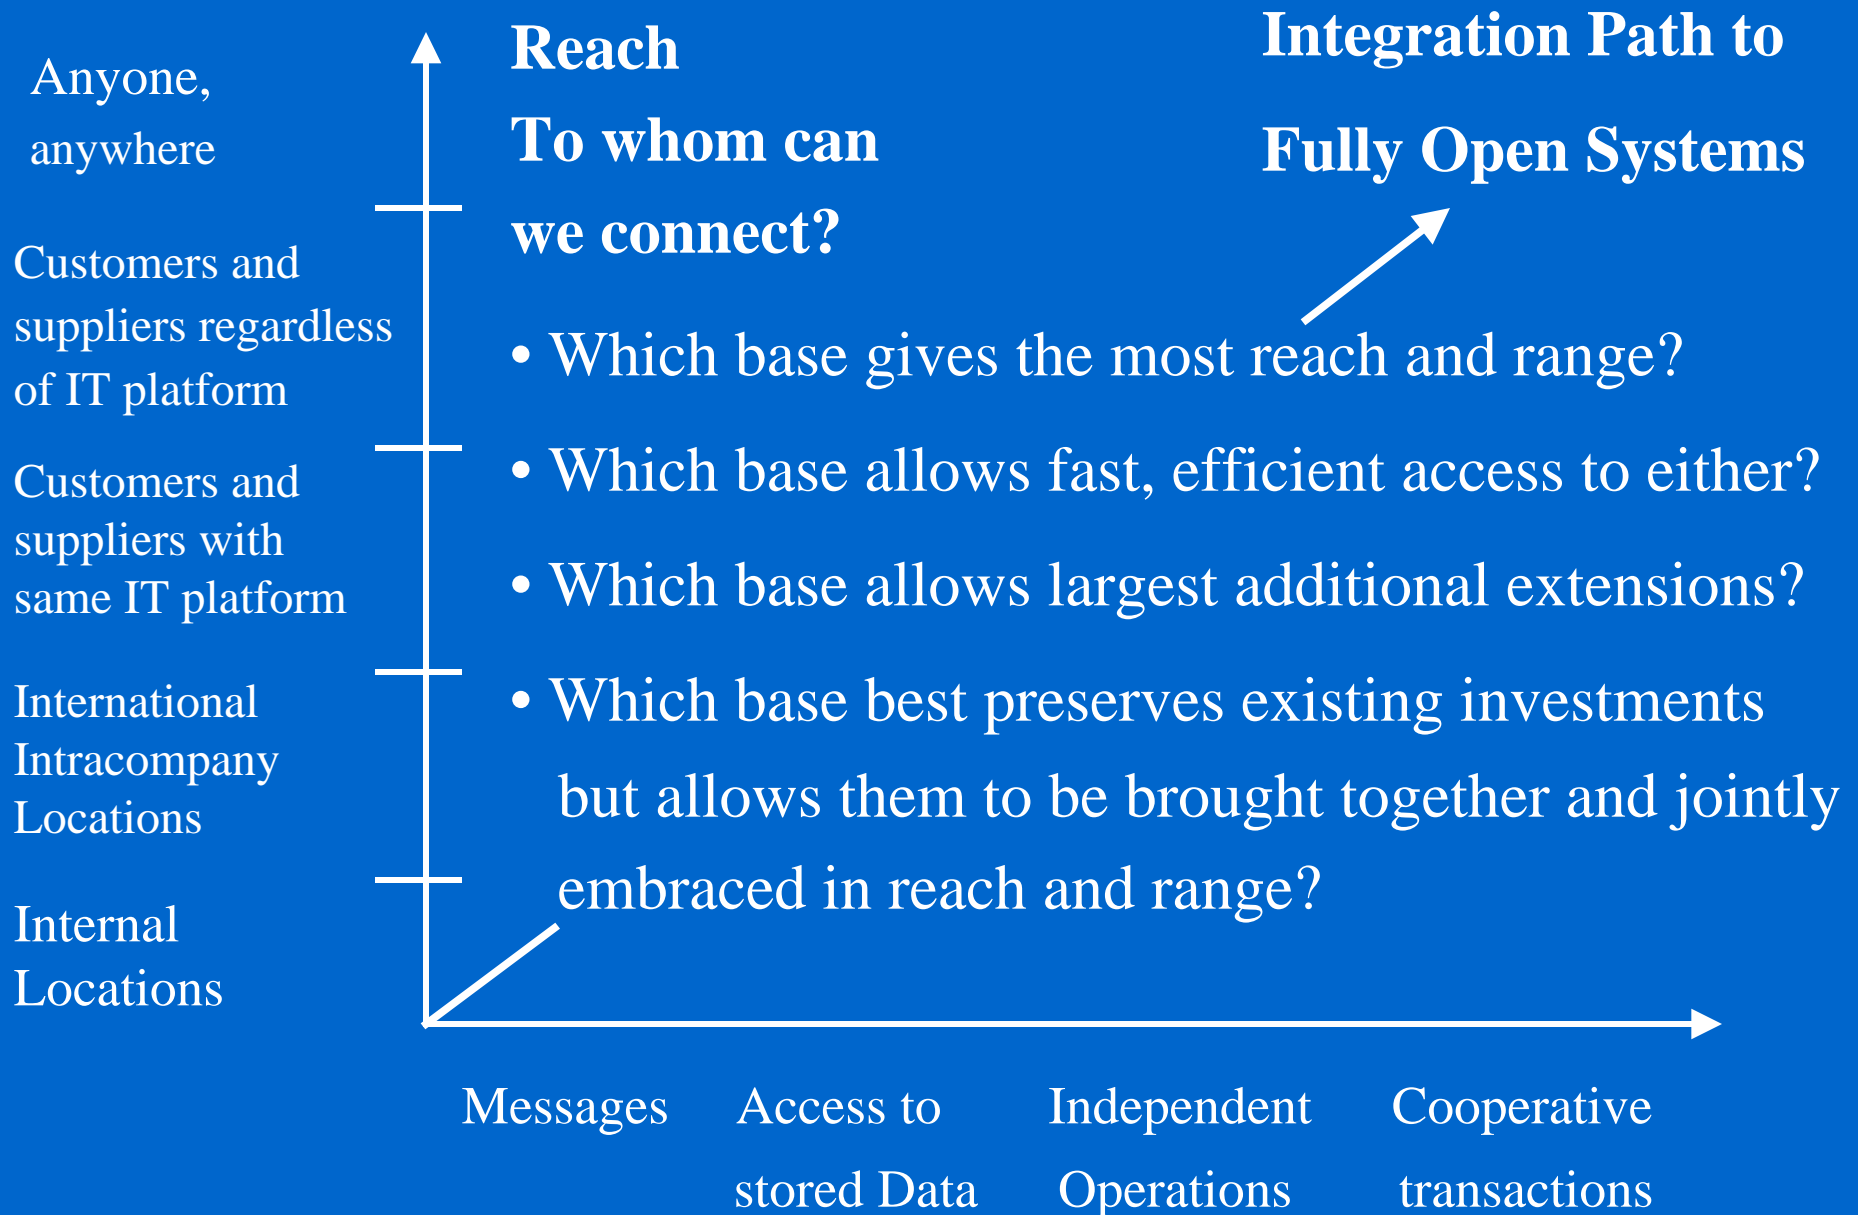 Reach
To whom can
we connect?
Integration Path to
Fully Open Systems
Anyone,
anywhere
Customers and
suppliers regardless
of IT platform
Customers and
suppliers with
same IT platform
International
Intracompany
Locations
Internal
Locations
• Which base gives the most reach and range?
• Which base allows fast, efficient access to either?
• Which base allows largest additional extensions?
• Which base best preserves existing investments
but allows them to be brought together and jointly
embraced in reach and range?
Messages
Access to
stored Data
Independent
Operations
Cooperative
transactions